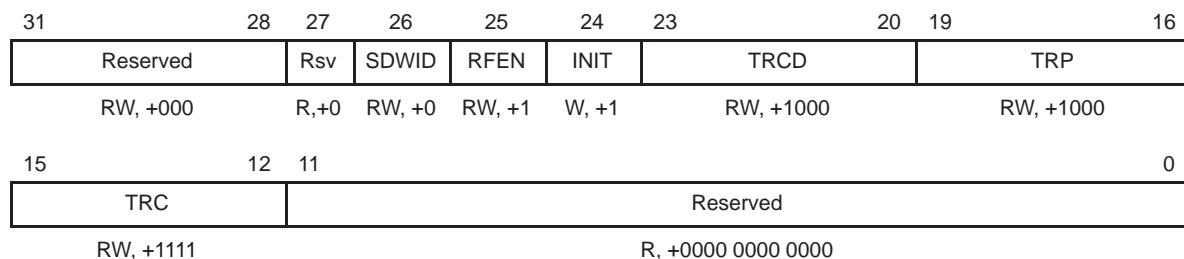 31 28 27 26 25 24 23 20 19 16
Reserved Rsv SDWID RFEN INIT TRCD TRP
RW, +000 R,+0 RW, +0 RW, +1 W, +1 RW, +1000 RW, +1000
15 12 11 0
TRC Reserved
RW, +1111 R, +0000 0000 0000